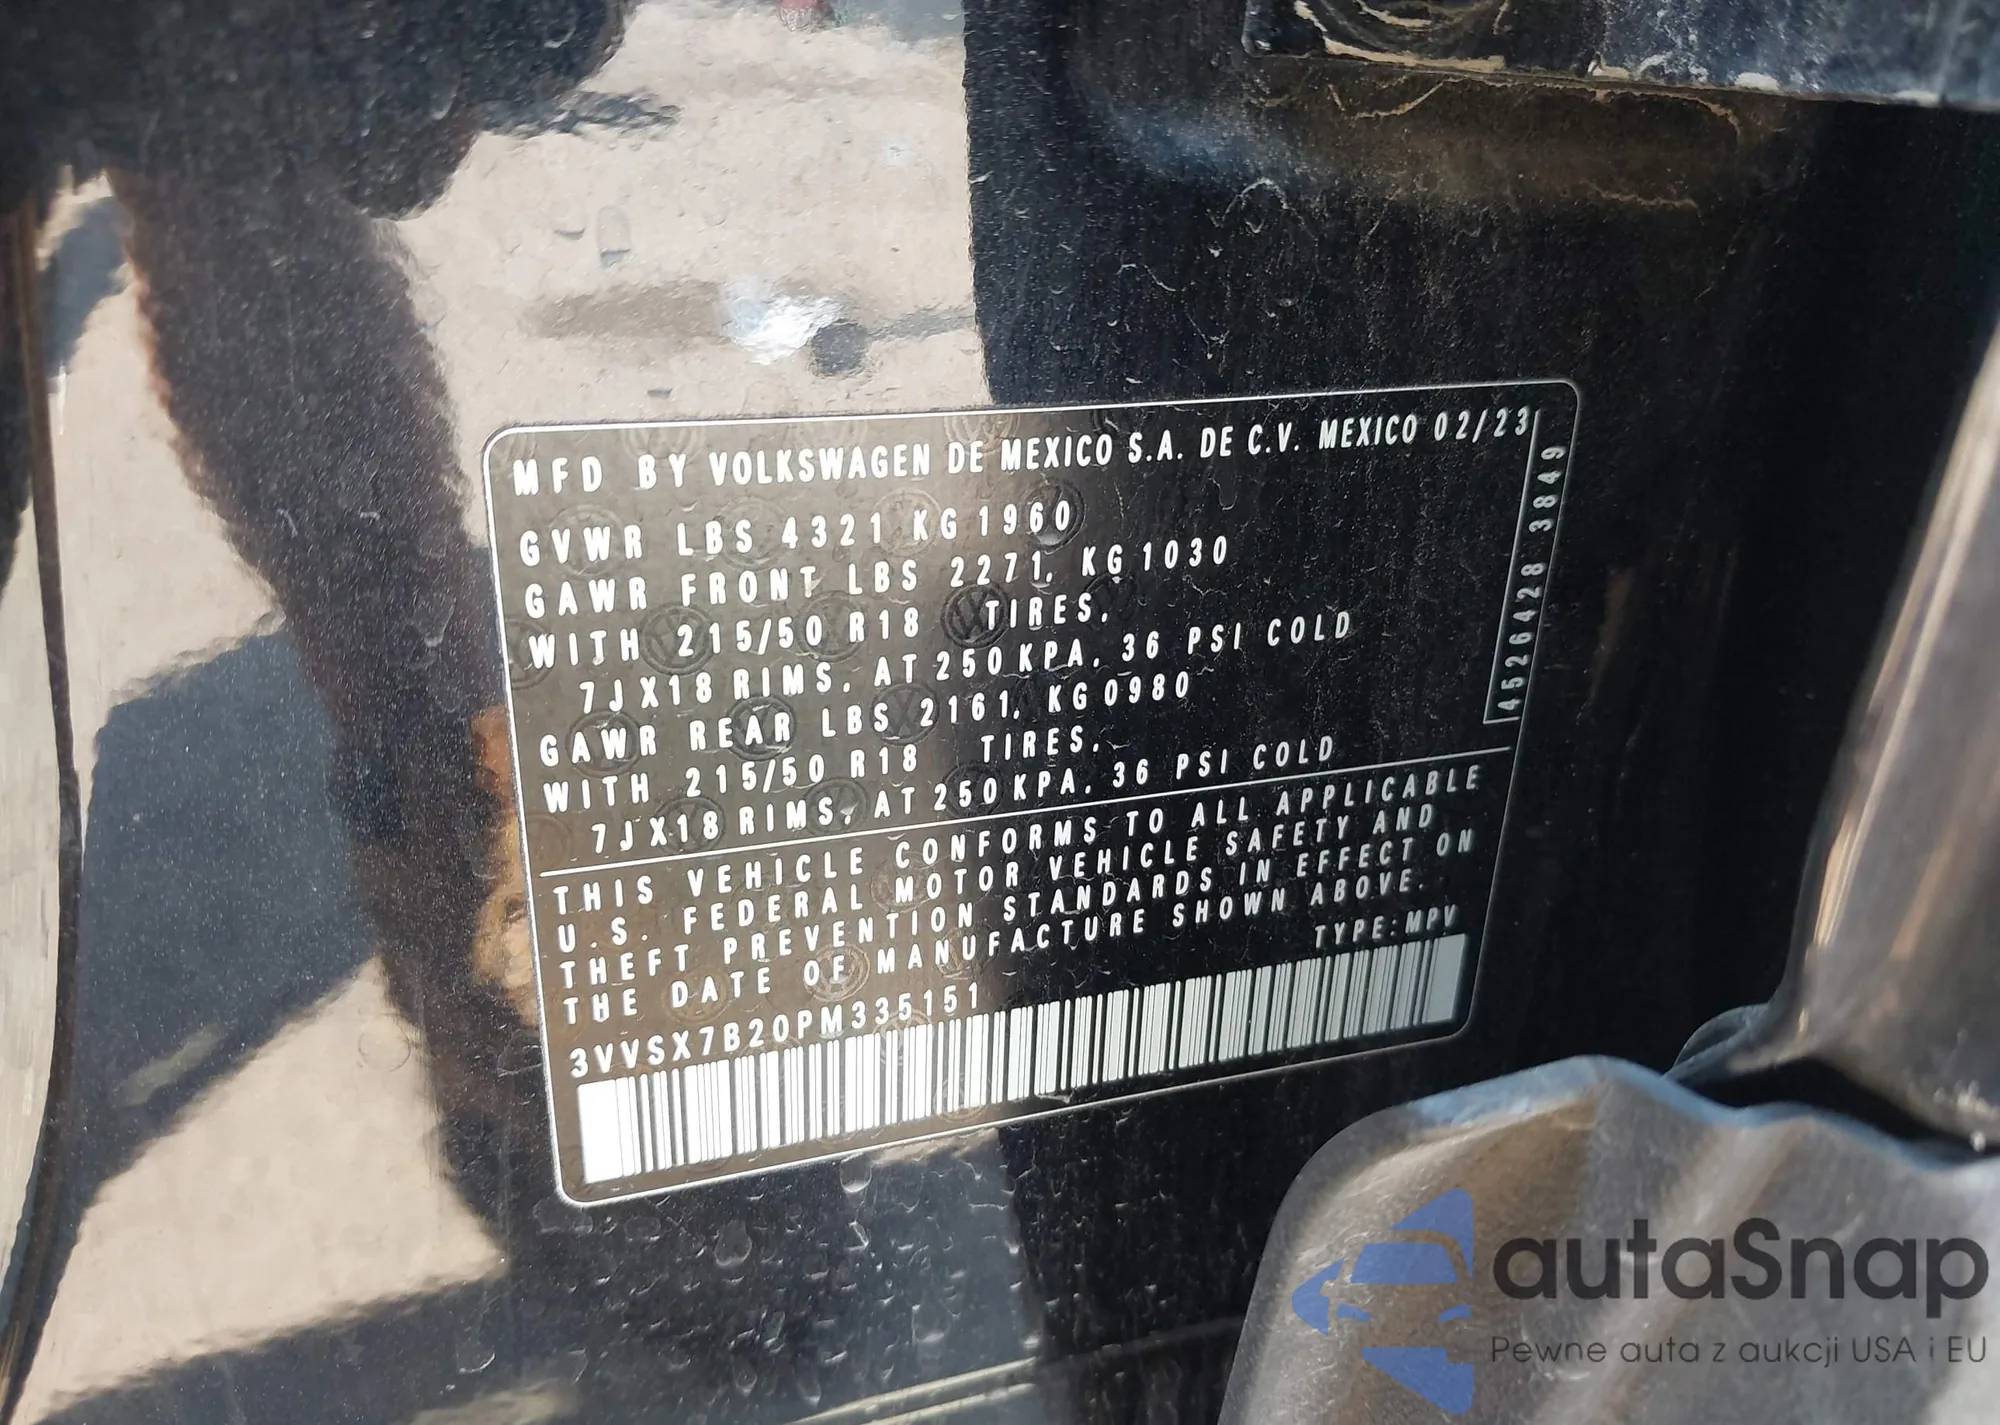 MFD BY VOLKSWAGEN DE MEXICO S.A. DE C.V. MEXICO 02/23
GVWR LBS 4321 KG 1960
GAWR FRONT LBS 2271, KG 1030
WITH 215/50 R18 TIRES,
7JX18 RIMS, AT 250KPA, 36 PSI COLD
GAWR REAR LBS 2161, KG 0980
WITH 215/50 R18 TIRES,
7JX18 RIMS, AT 250KPA, 36 PSI COLD
4526428 3849
THIS VEHICLE CONFORMS TO ALL APPLICABLE
U.S. FEDERAL MOTOR VEHICLE SAFETY AND
THEFT PREVENTION STANDARDS IN EFFECT ON
THE DATE OF MANUFACTURE SHOWN ABOVE.
TYPE:MPV
3VVSX7B20PM335151
autaSnap
Pewne auta z aukcji USA i EU